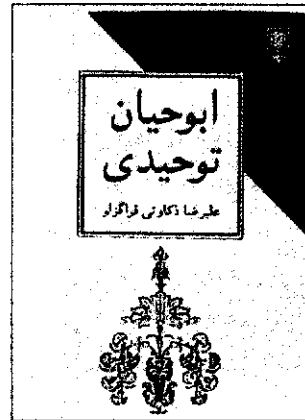 ابوحیان
توحیدی
علیرضا ذکاوتی قراگزلو